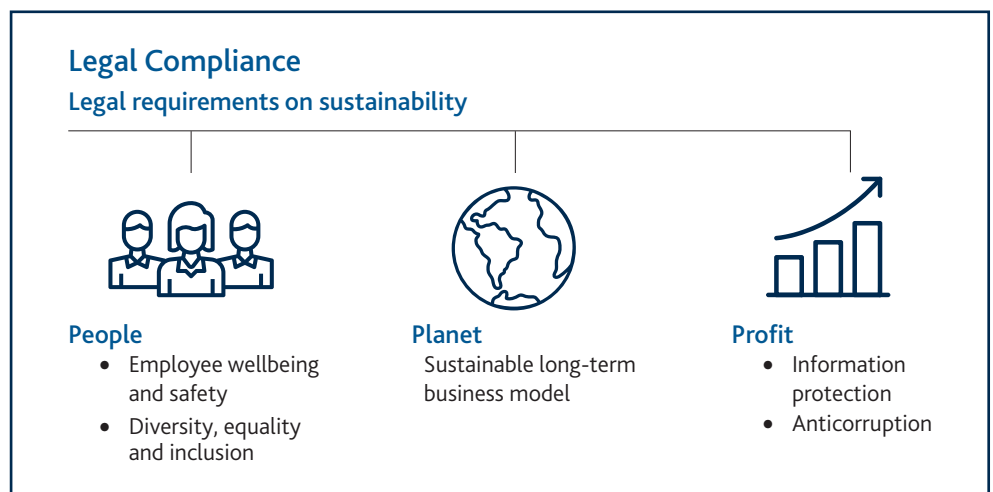 Legal Compliance
Legal requirements on sustainability
People
• Employee wellbeing
and safety
• Diversity, equality
and inclusion
Planet
Sustainable long-term
business model
Profit
• Information
protection
• Anticorruption